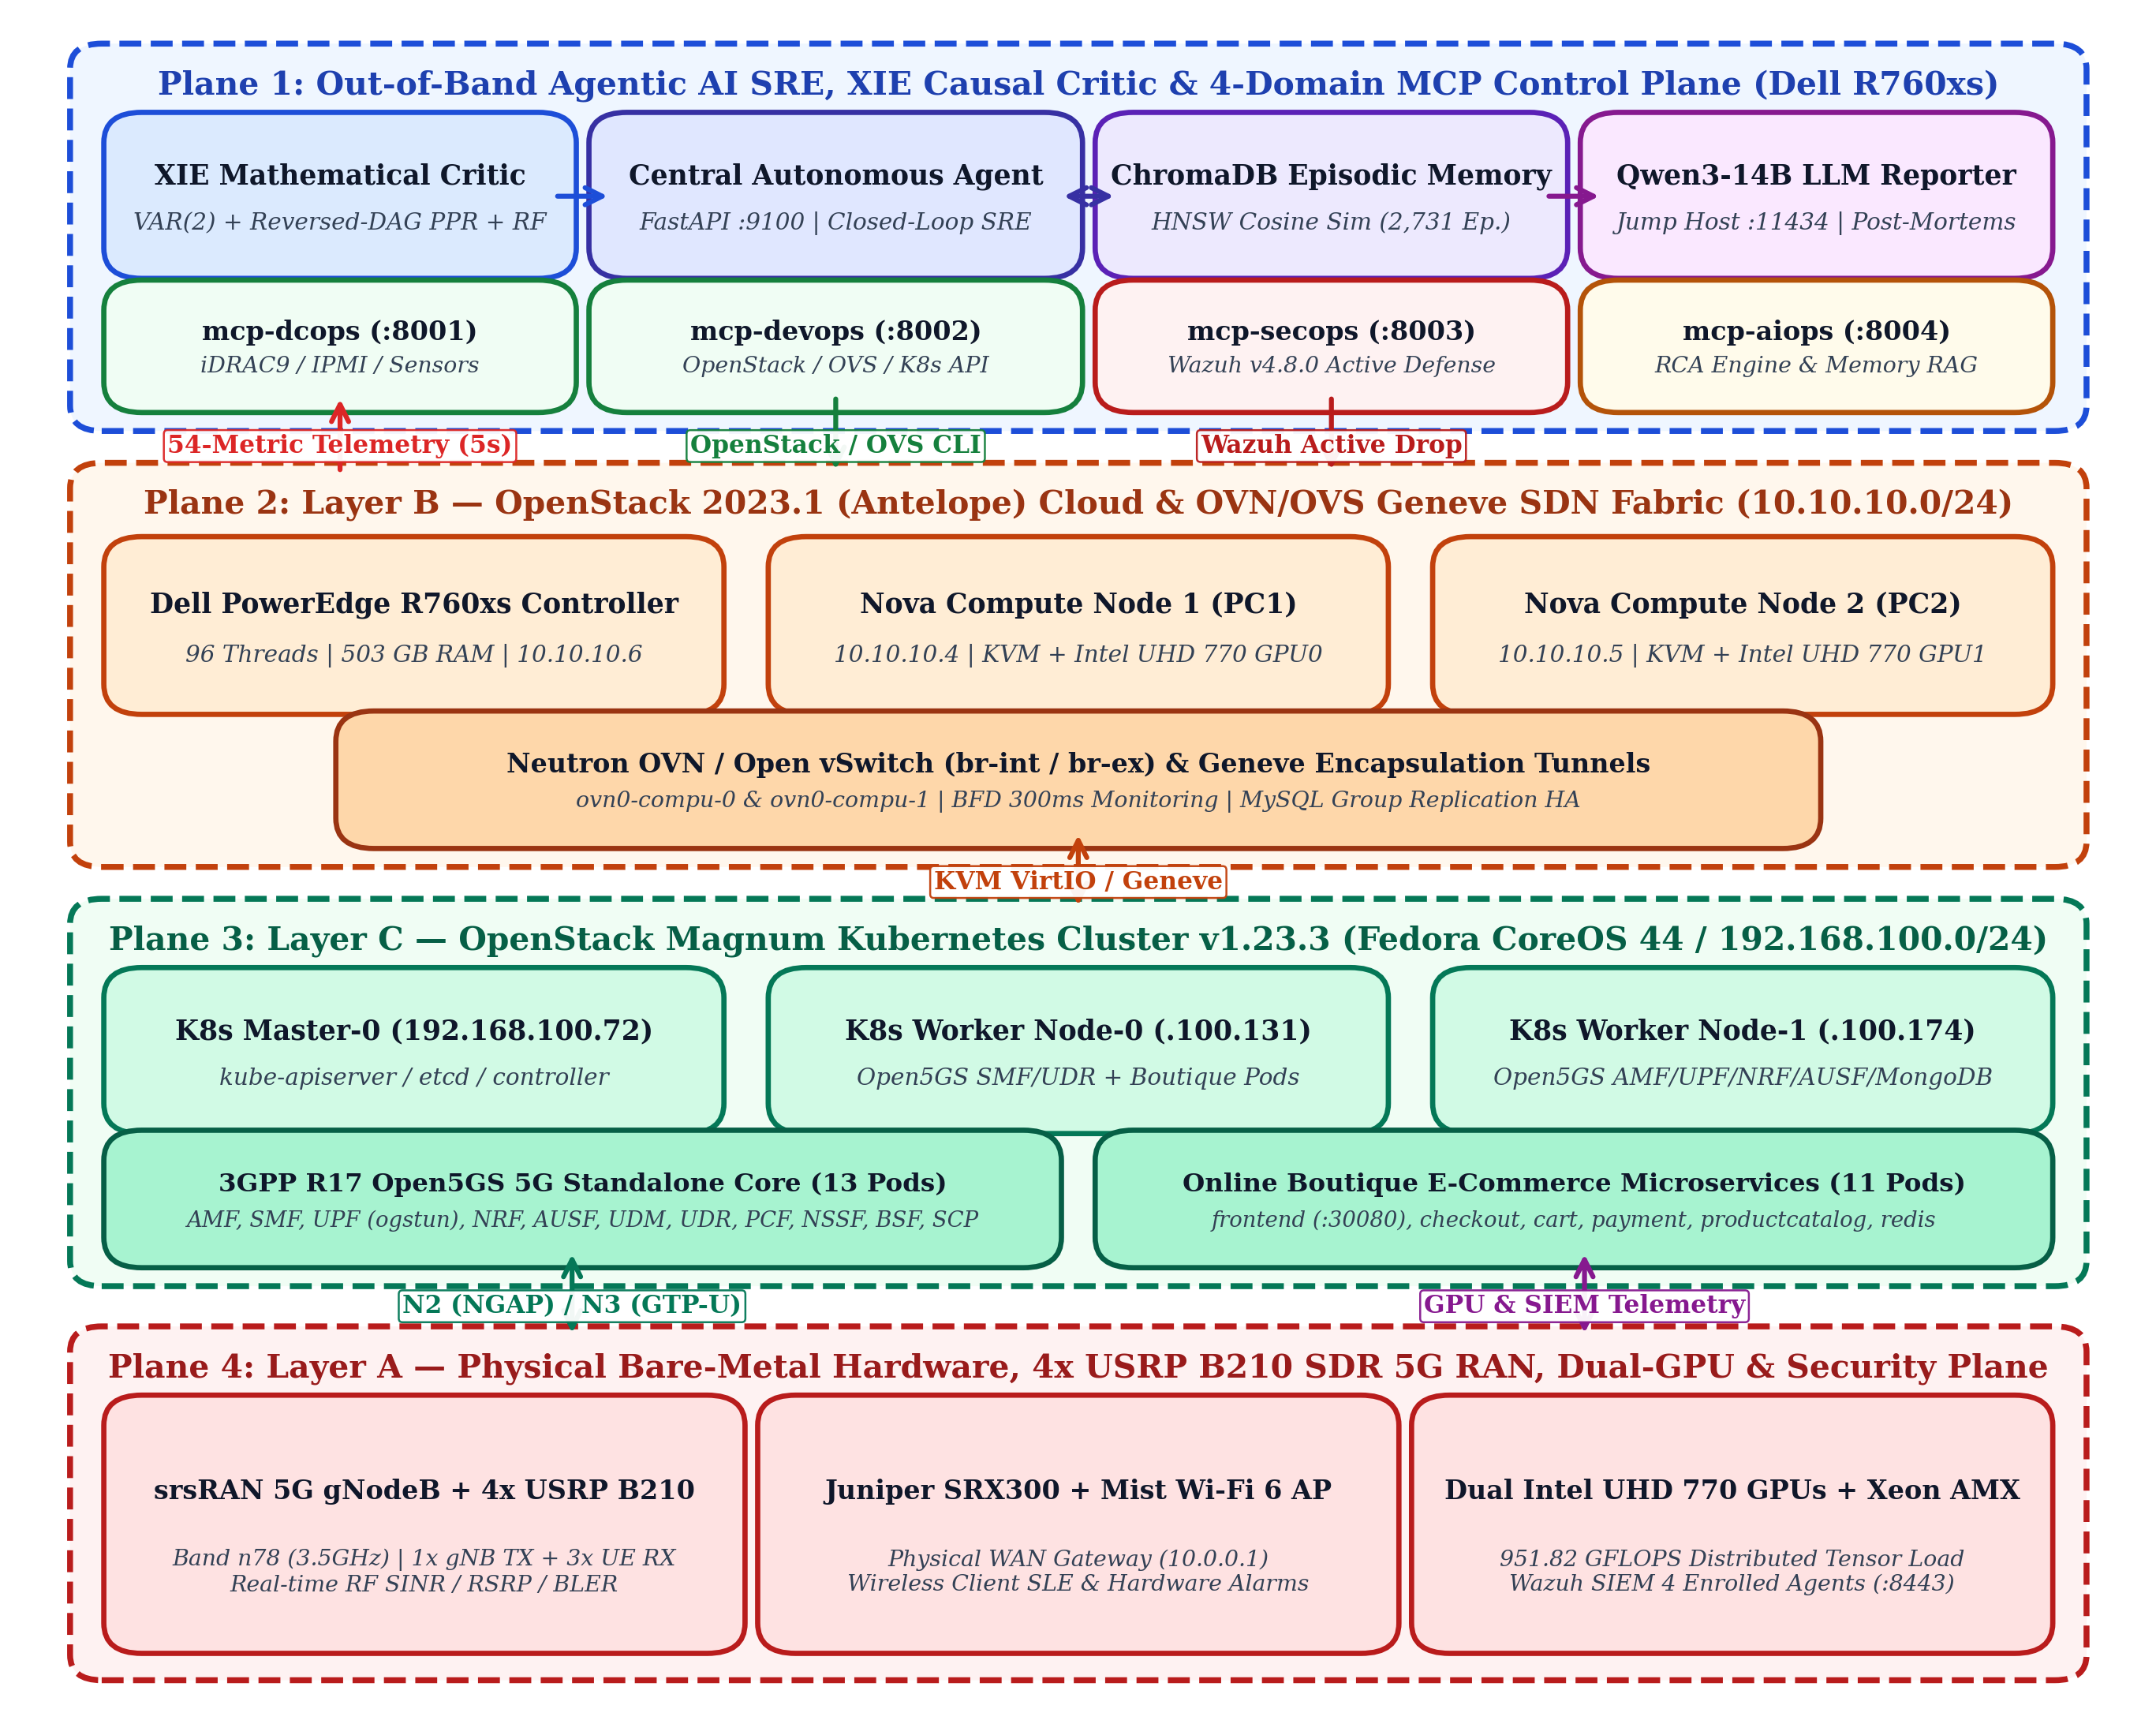 Plane 1: Out-of-Band Agentic AI SRE, XIE Causal Critic & 4-Domain MCP Control Plane (Dell R760xs)
XIE Mathematical Critic
VAR(2) + Reversed-DAG PPR + RF
Central Autonomous Agent
FastAPI :9100 | Closed-Loop SRE
ChromaDB Episodic Memory
HNSW Cosine Sim (2,731 Ep.)
Qwen3-14B LLM Reporter
Jump Host :11434 | Post-Mortems
mcp-dcops (:8001)
iDRAC9 / IPMI / Sensors
mcp-devops (:8002)
OpenStack / OVS / K8s API
mcp-secops (:8003)
Wazuh v4.8.0 Active Defense
mcp-aiops (:8004)
RCA Engine & Memory RAG
54-Metric Telemetry (5s)
OpenStack / OVS CLI
Wazuh Active Drop
Plane 2: Layer B — OpenStack 2023.1 (Antelope) Cloud & OVN/OVS Geneve SDN Fabric (10.10.10.0/24)
Dell PowerEdge R760xs Controller
96 Threads | 503 GB RAM | 10.10.10.6
Nova Compute Node 1 (PC1)
10.10.10.4 | KVM + Intel UHD 770 GPU0
Nova Compute Node 2 (PC2)
10.10.10.5 | KVM + Intel UHD 770 GPU1
Neutron OVN / Open vSwitch (br-int / br-ex) & Geneve Encapsulation Tunnels
ovn0-compu-0 & ovn0-compu-1 | BFD 300ms Monitoring | MySQL Group Replication HA
KVM VirtIO / Geneve
Plane 3: Layer C — OpenStack Magnum Kubernetes Cluster v1.23.3 (Fedora CoreOS 44 / 192.168.100.0/24)
K8s Master-0 (192.168.100.72)
kube-apiserver / etcd / controller
K8s Worker Node-0 (.100.131)
Open5GS SMF/UDR + Boutique Pods
K8s Worker Node-1 (.100.174)
Open5GS AMF/UPF/NRF/AUSF/MongoDB
3GPP R17 Open5GS 5G Standalone Core (13 Pods)
AMF, SMF, UPF (ogstun), NRF, AUSF, UDM, UDR, PCF, NSSF, BSF, SCP
Online Boutique E-Commerce Microservices (11 Pods)
frontend (:30080), checkout, cart, payment, productcatalog, redis
N2 (NGAP) / N3 (GTP-U)
GPU & SIEM Telemetry
Plane 4: Layer A — Physical Bare-Metal Hardware, 4x USRP B210 SDR 5G RAN, Dual-GPU & Security Plane
srsRAN 5G gNodeB + 4x USRP B210
Band n78 (3.5GHz) | 1x gNB TX + 3x UE RX
Real-time RF SINR / RSRP / BLER
Juniper SRX300 + Mist Wi-Fi 6 AP
Physical WAN Gateway (10.0.0.1)
Wireless Client SLE & Hardware Alarms
Dual Intel UHD 770 GPUs + Xeon AMX
951.82 GFLOPS Distributed Tensor Load
Wazuh SIEM 4 Enrolled Agents (:8443)